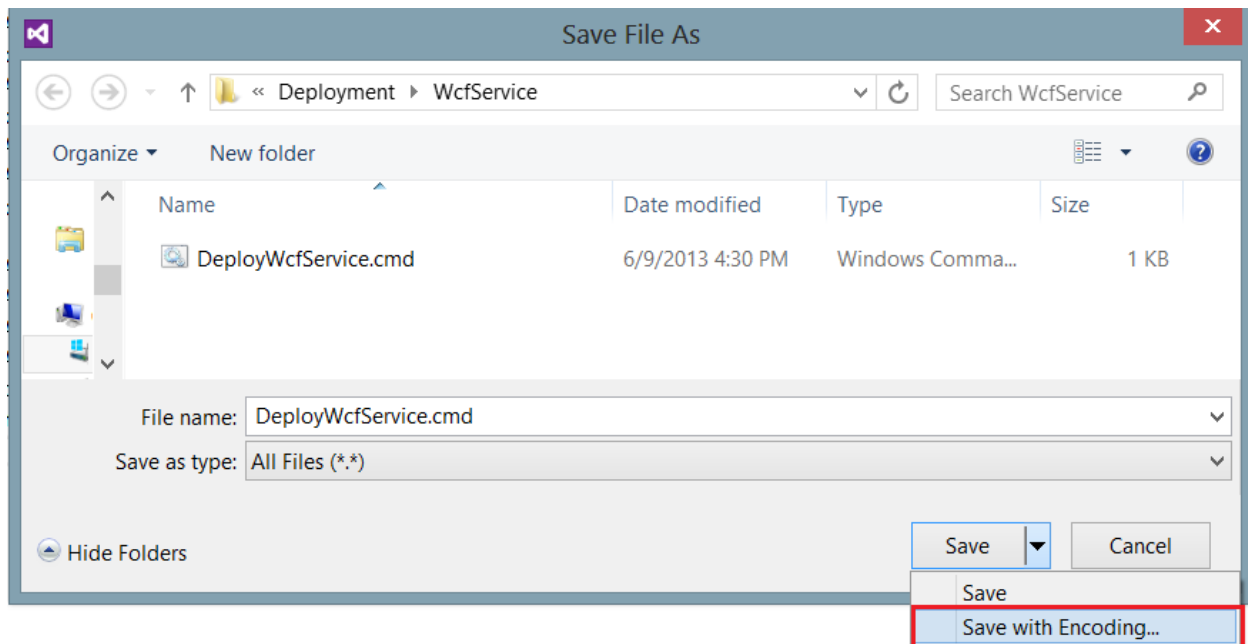 Save File As
« Deployment WcfService Search WcfService
Organize New folder
Name Date modified Type Size
DeployWcfService.cmd 6/9/2013 4:30 PM Windows Comma... 1 KB
File name: DeployWcfService.cmd
Save as type: All Files (*.*)
Hide Folders Save Cancel
Save
Save with Encoding...